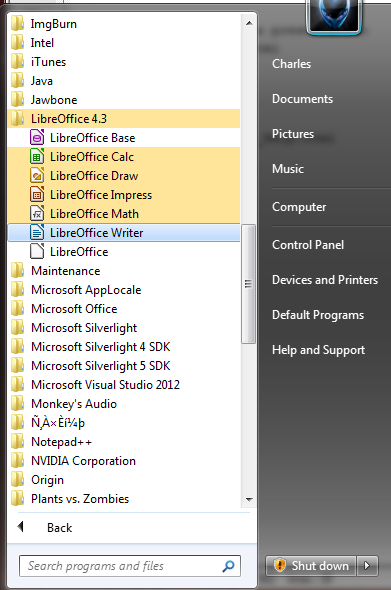 ImgBurn
Intel
iTunes
Java
Jawbone
LibreOffice 4.3
LibreOffice Base
LibreOffice Calc
LibreOffice Draw
LibreOffice Impress
LibreOffice Math
LibreOffice Writer
LibreOffice
Maintenance
Microsoft AppLocale
Microsoft Office
Microsoft Silverlight
Microsoft Silverlight 4 SDK
Microsoft Silverlight 5 SDK
Microsoft Visual Studio 2012
Monkey's Audio
Ñ¸À×Èí¼þ
Notepad++
NVIDIA Corporation
Origin
Plants vs. Zombies
Back
Search programs and files
Charles
Documents
Pictures
Music
Computer
Control Panel
Devices and Printers
Default Programs
Help and Support
Shut down